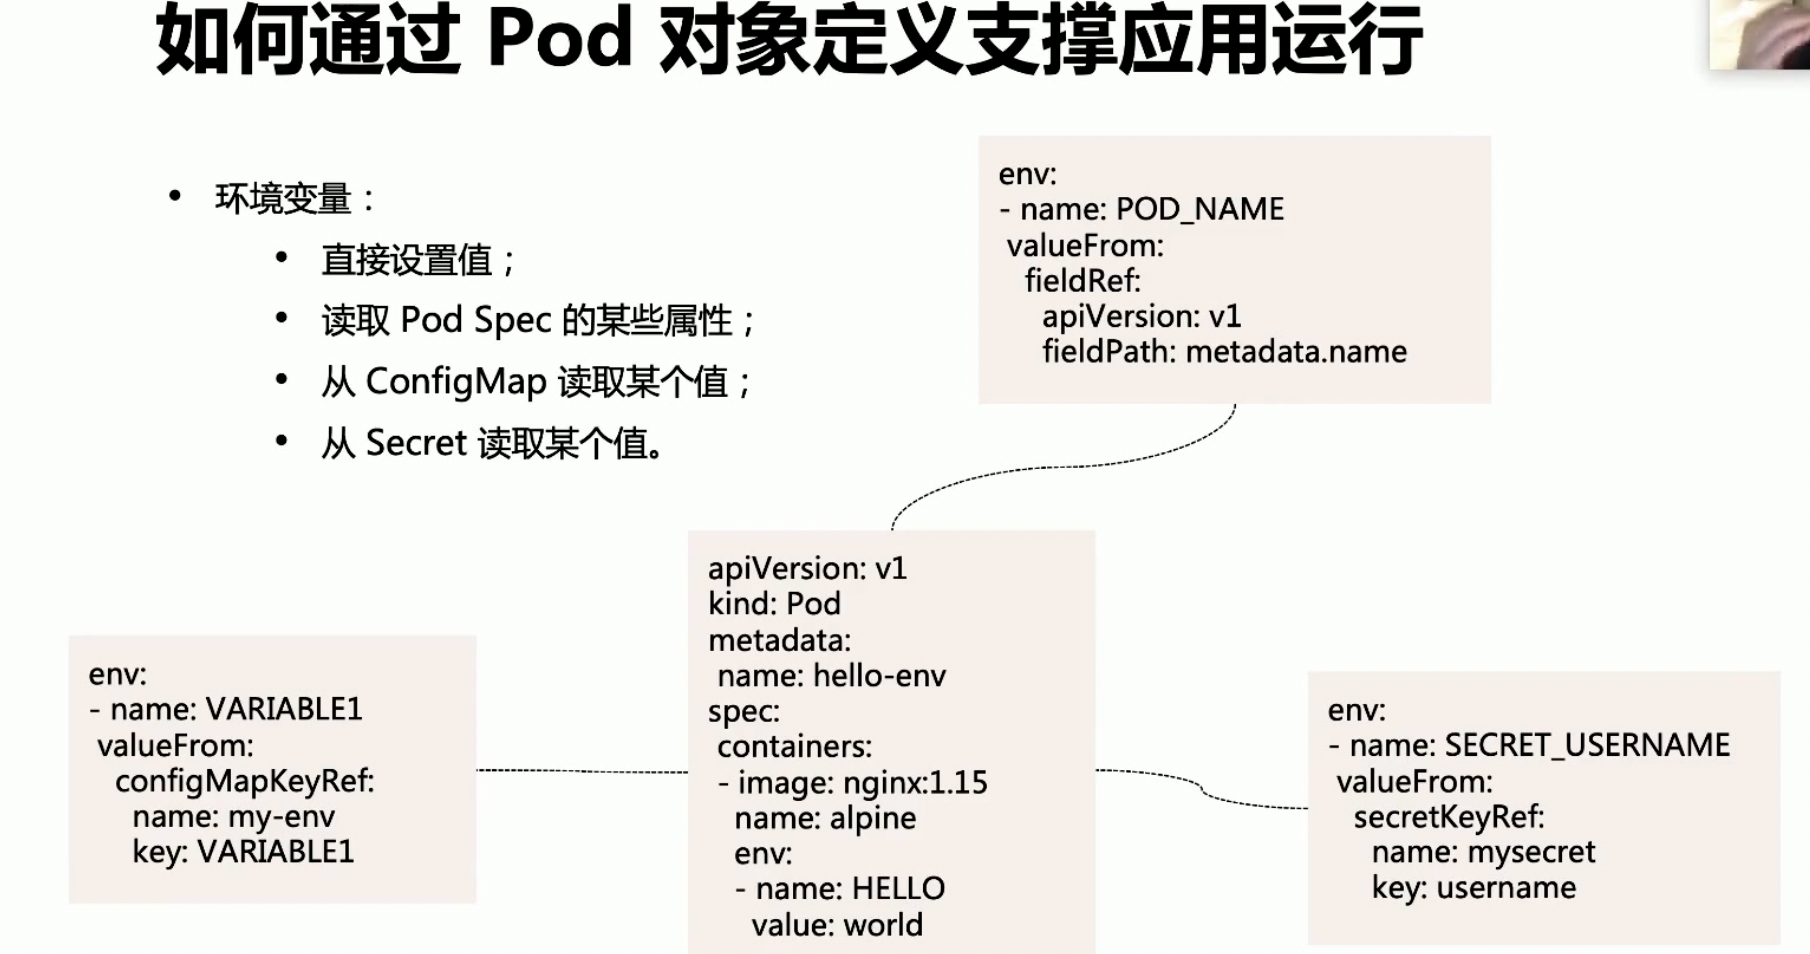 如何通过 Pod 对象定义支撑应用运行
• 环境变量：
• 直接设置值；
• 读取 Pod Spec 的某些属性；
• 从 ConfigMap 读取某个值；
• 从 Secret 读取某个值。
env:
- name: POD_NAME
valueFrom:
fieldRef:
apiVersion: v1
fieldPath: metadata.name
env:
- name: VARIABLE1
valueFrom:
configMapKeyRef:
name: my-env
key: VARIABLE1
apiVersion: v1
kind: Pod
metadata:
name: hello-env
spec:
containers:
- image: nginx:1.15
name: alpine
env:
- name: HELLO
value: world
env:
- name: SECRET_USERNAME
valueFrom:
secretKeyRef:
name: mysecret
key: username